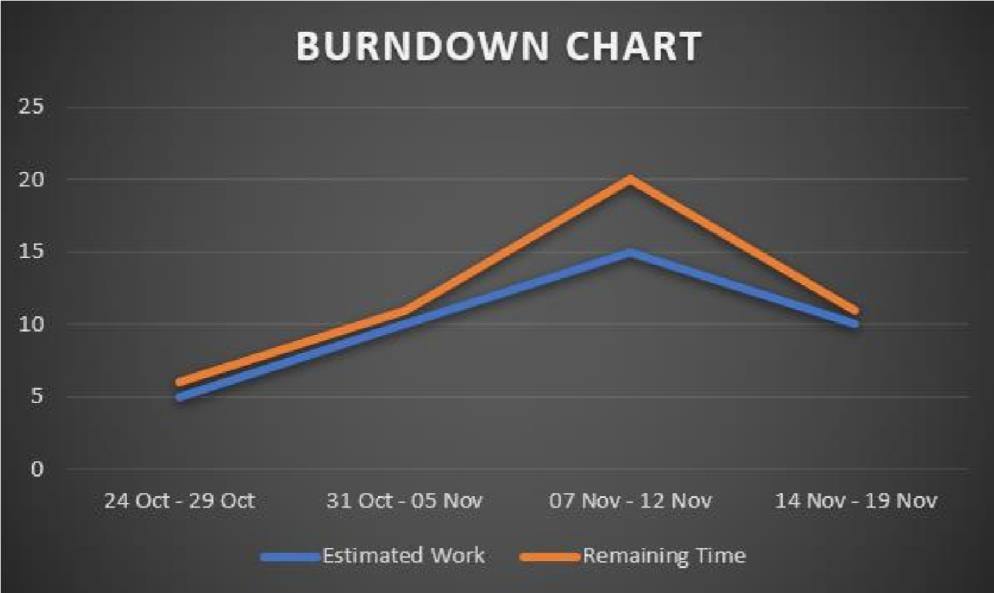 BURNDOWN CHART
25
20
15
10
5
0
24 Oct - 29 Oct 31 Oct - 05 Nov 07 Nov - 12 Nov 14 Nov - 19 Nov
Estimated Work Remaining Time